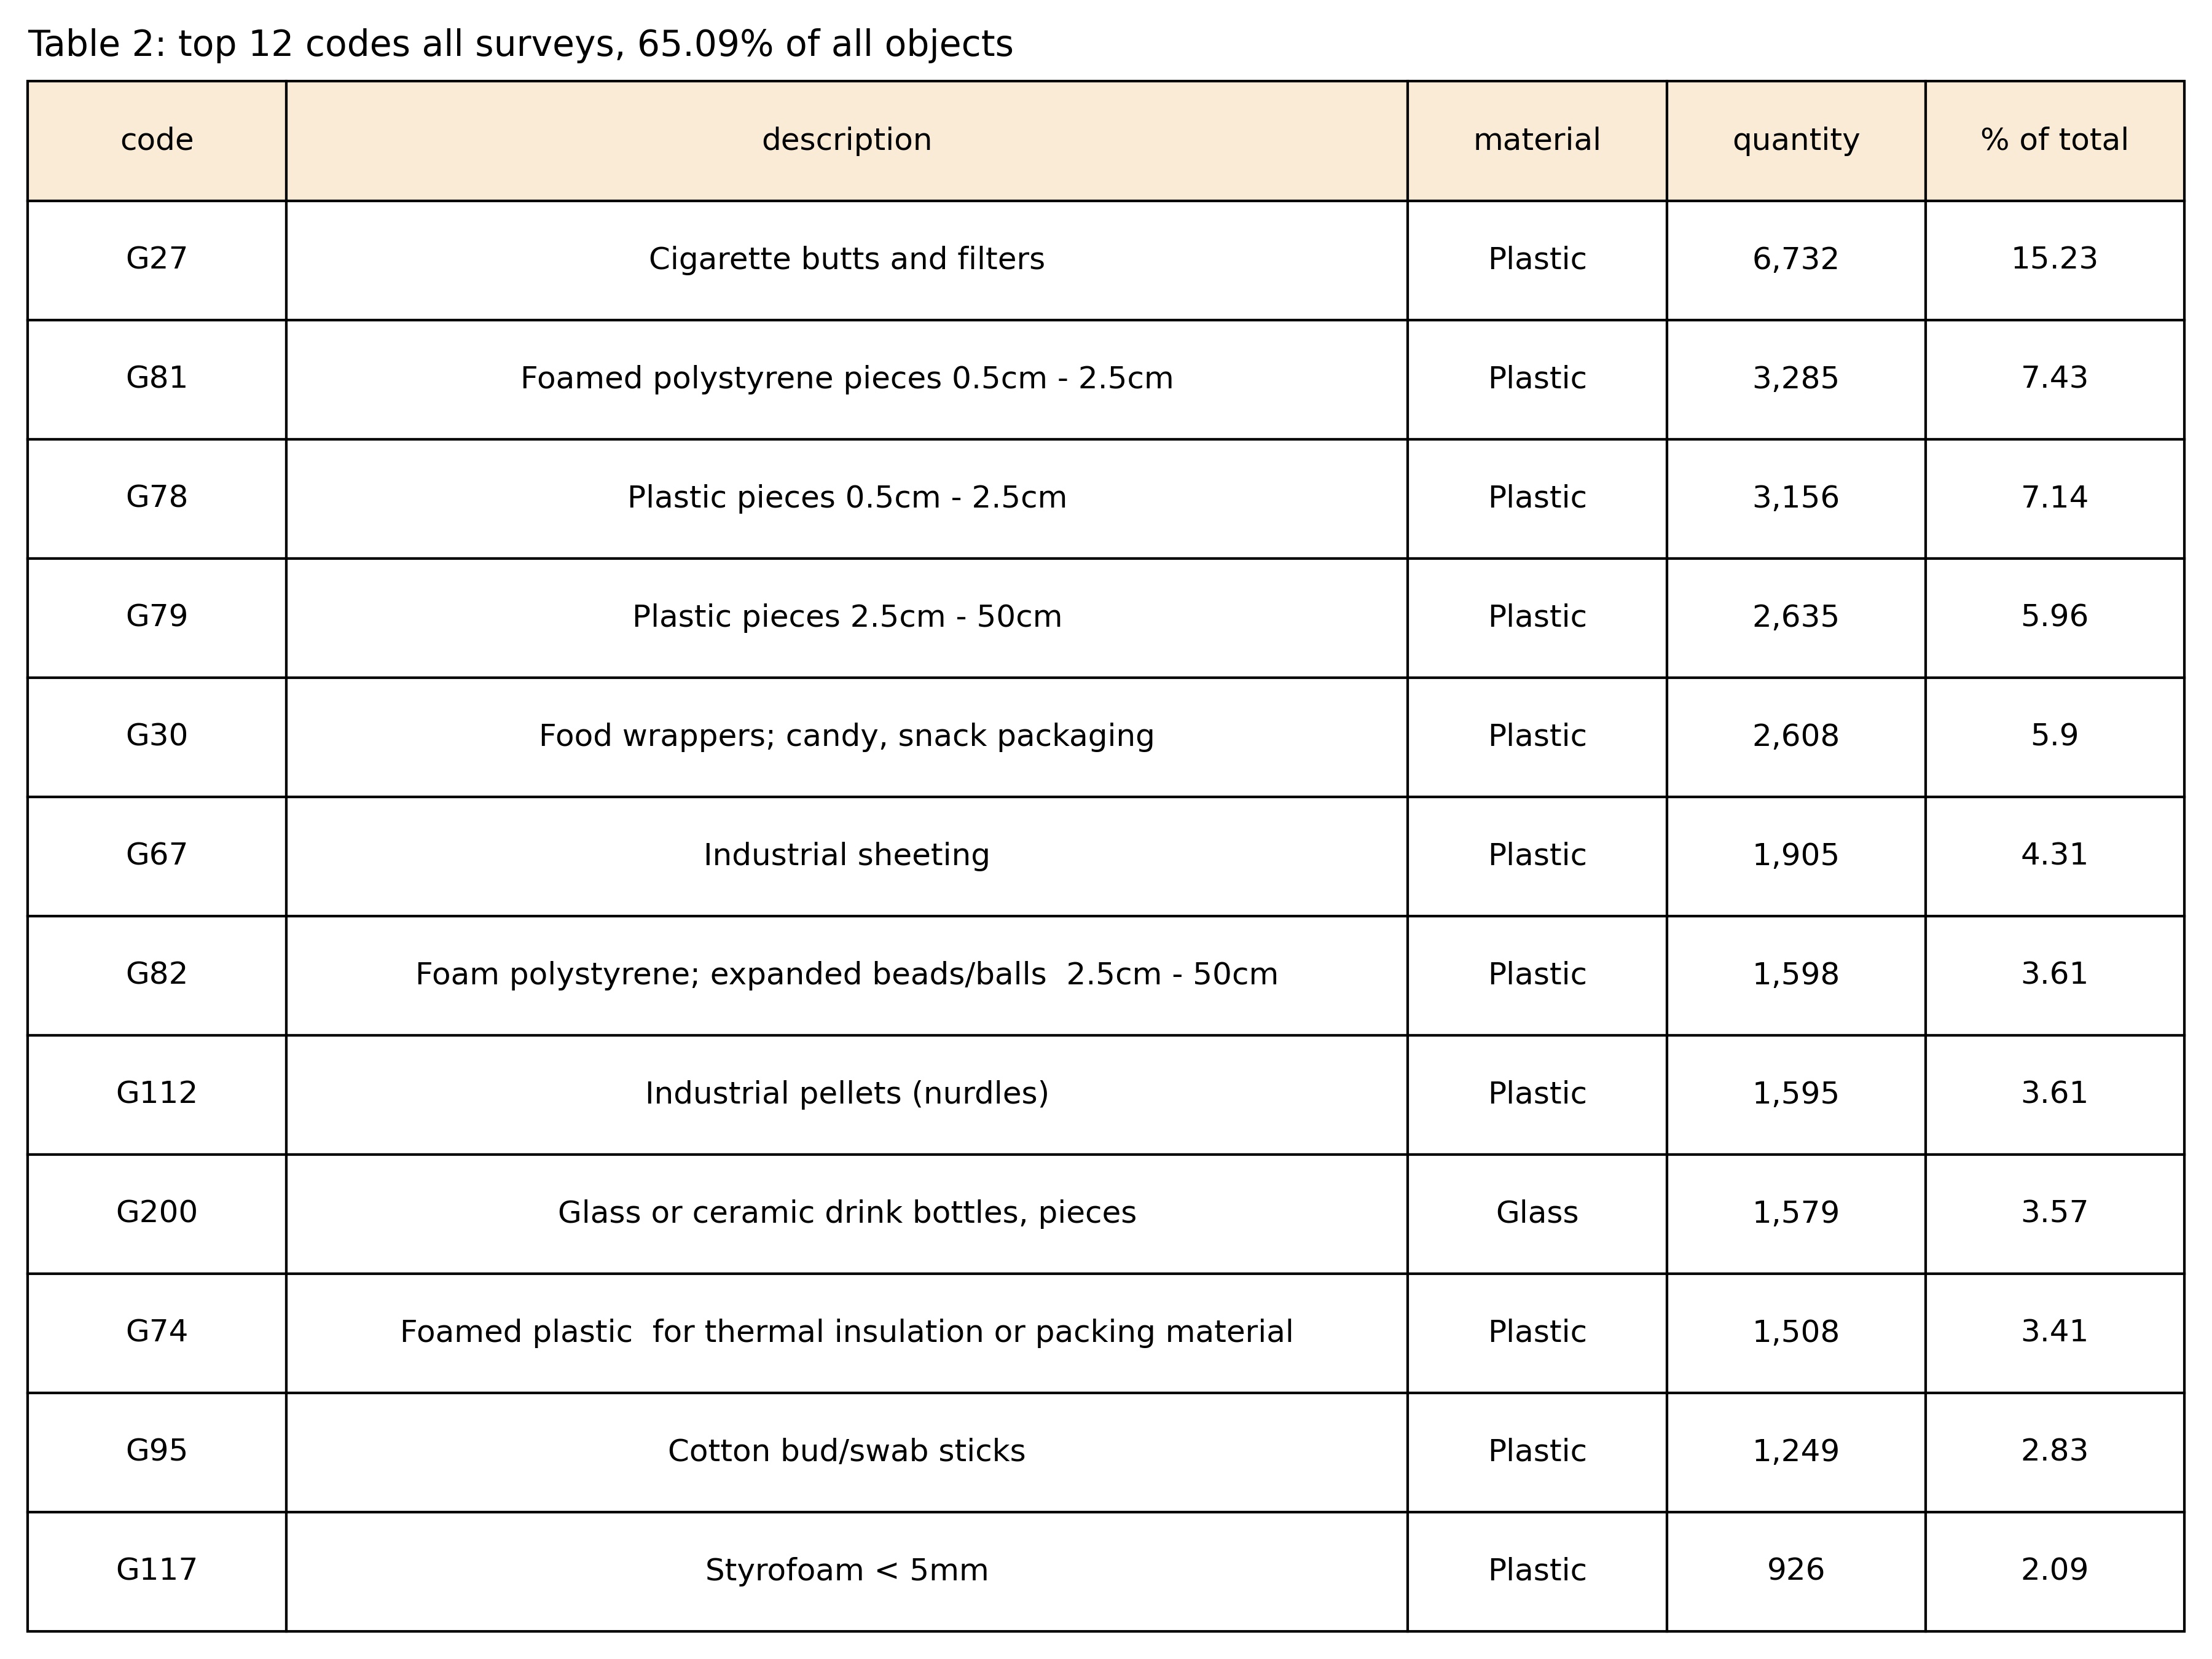 Table 2: top 12 codes all surveys, 65.09% of all objects
code description material quantity % of total
G27 Cigarette butts and filters Plastic 6,732 15.23
G81 Foamed polystyrene pieces 0.5cm - 2.5cm Plastic 3,285 7.43
G78 Plastic pieces 0.5cm - 2.5cm Plastic 3,156 7.14
G79 Plastic pieces 2.5cm - 50cm Plastic 2,635 5.96
G30 Food wrappers; candy, snack packaging Plastic 2,608 5.9
G67 Industrial sheeting Plastic 1,905 4.31
G82 Foam polystyrene; expanded beads/balls  2.5cm - 50cm Plastic 1,598 3.61
G112 Industrial pellets (nurdles) Plastic 1,595 3.61
G200 Glass or ceramic drink bottles, pieces Glass 1,579 3.57
G74 Foamed plastic  for thermal insulation or packing material Plastic 1,508 3.41
G95 Cotton bud/swab sticks Plastic 1,249 2.83
G117 Styrofoam < 5mm Plastic 926 2.09